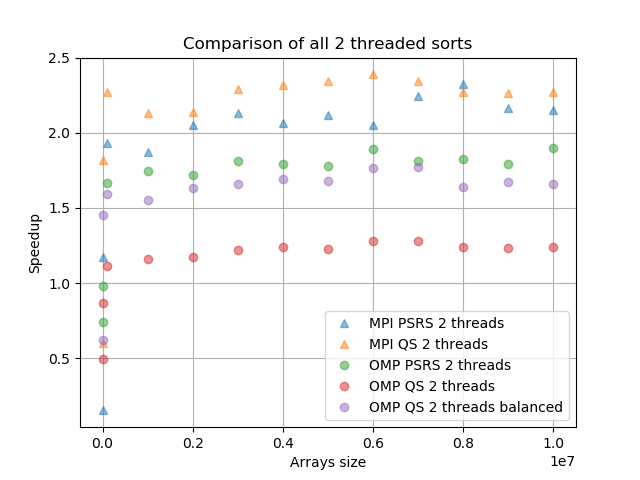 Comparison of all 2 threaded sorts
2.5
2.0
1.5
1.0
0.5
Speedup
MPI PSRS 2 threads
MPI QS 2 threads
OMP PSRS 2 threads
OMP QS 2 threads
OMP QS 2 threads balanced
0.0 0.2 0.4 0.6 0.8 1.0
Arrays size
1e7